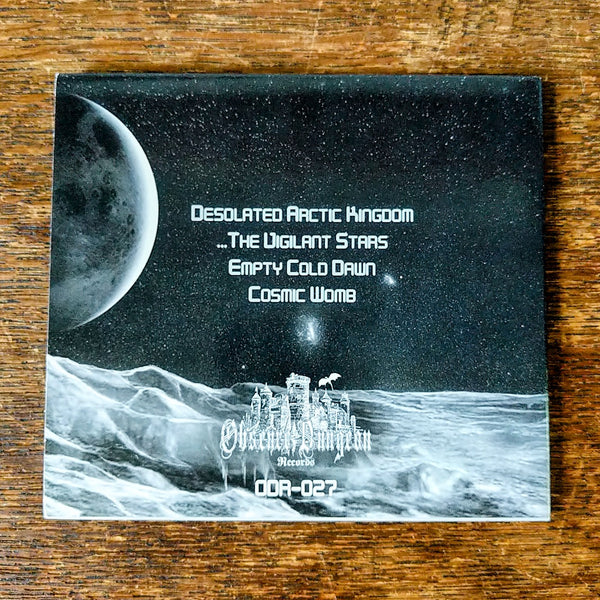 Desolated Arctic Kingdom
...The Vigilant Stars
Empty Cold Dawn
Cosmic Womb
Obscure Dungeon
Records
ODR-027